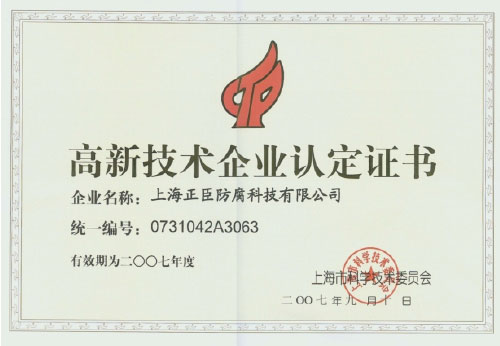 高新技术企业认定证书
企业名称：上海正臣防腐科技有限公司
统一编号：0731042A3063
有效期为二〇〇七年度
上海市科学技术委员会
二〇〇七年九月十日